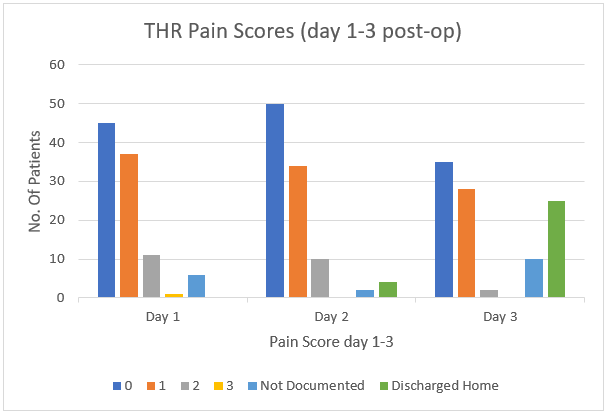 THR Pain Scores (day 1-3 post-op)
60
50
40
30
20
10
0
No. Of Patients
Day 1 Day 2 Day 3
Pain Score day 1-3
0 1 2 3 Not Documented Discharged Home